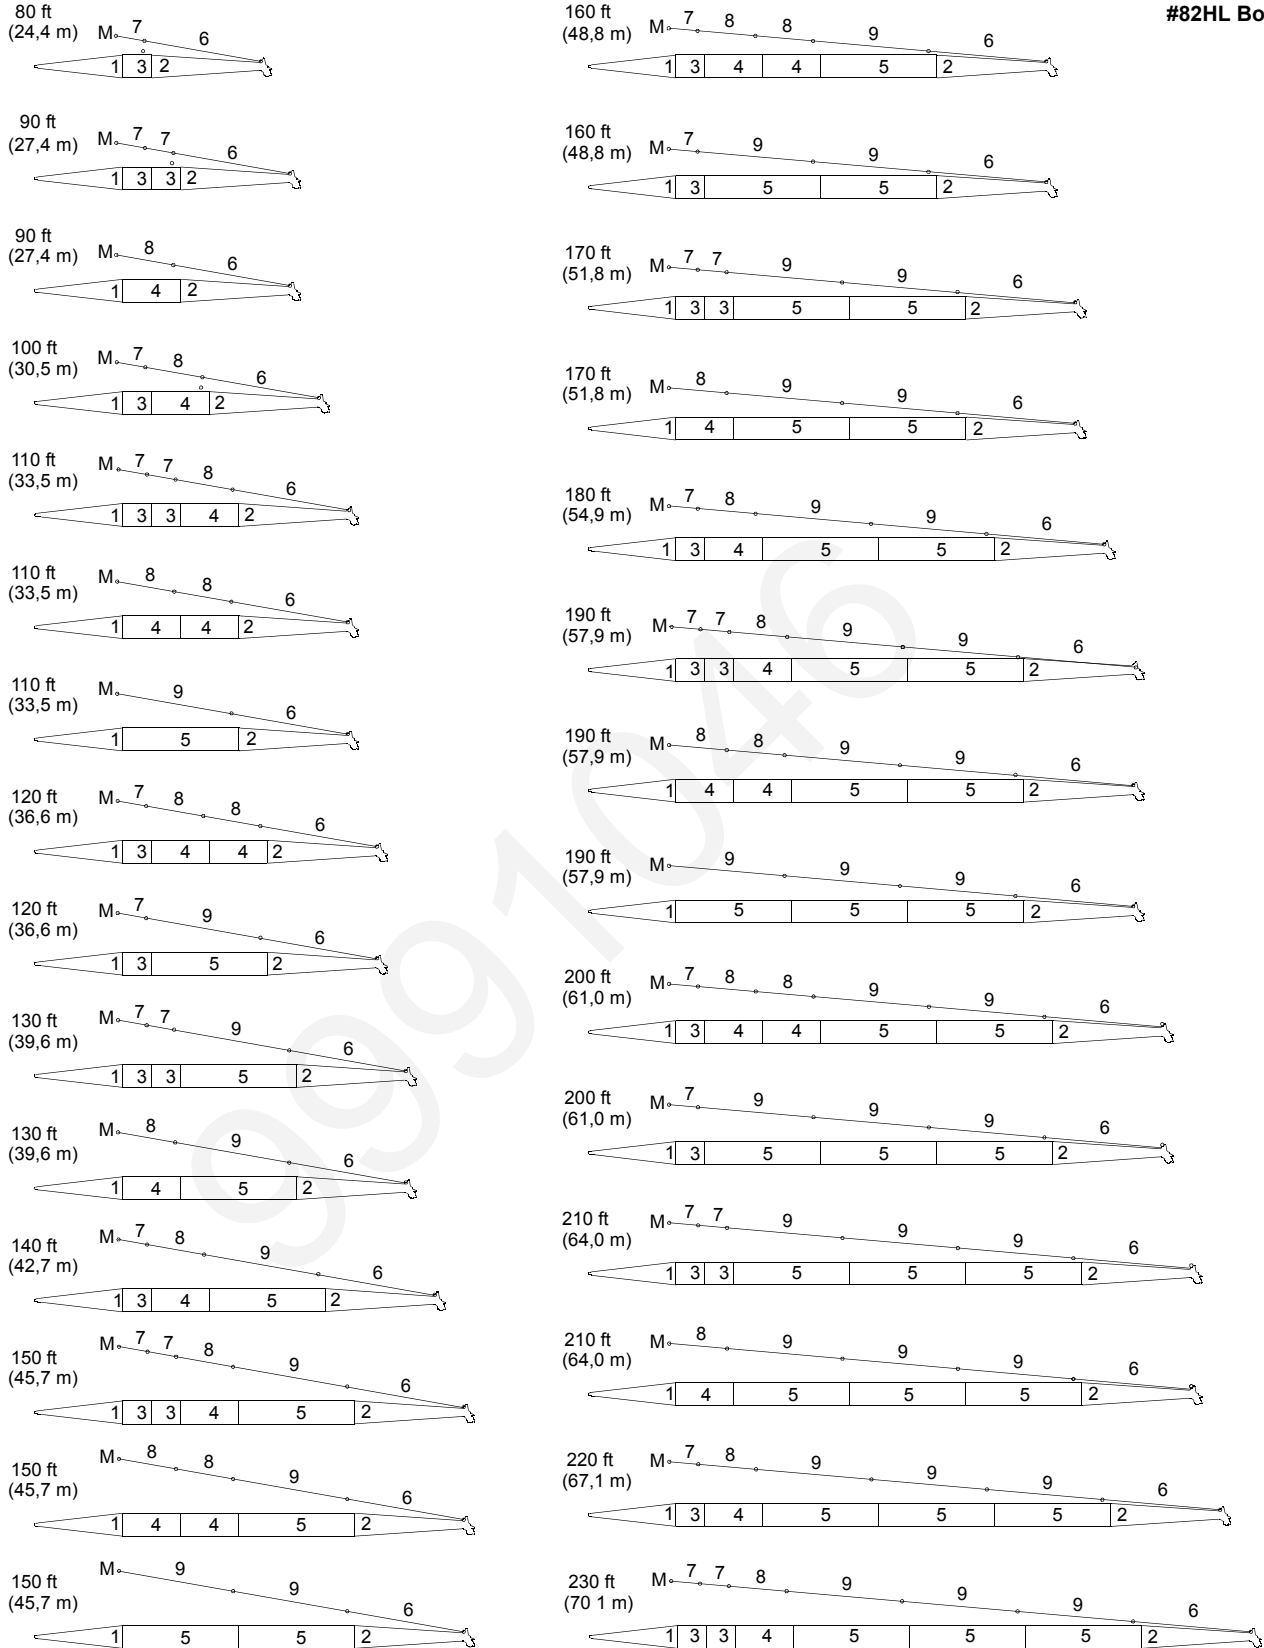 #82HL Bo
80 ft
(24,4 m)
M 7 6
1 3 2
90 ft
(27,4 m)
M 7 7 6
1 3 3 2
90 ft
(27,4 m)
M 8 6
1 4 2
100 ft
(30,5 m)
M 7 8 6
1 3 4 2
110 ft
(33,5 m)
M 7 7 8 6
1 3 3 4 2
110 ft
(33,5 m)
M 8 8 6
1 4 4 2
110 ft
(33,5 m)
M 9 6
1 5 2
120 ft
(36,6 m)
M 7 8 8 6
1 3 4 4 2
120 ft
(36,6 m)
M 7 9 6
1 3 5 2
130 ft
(39,6 m)
M 7 7 9 6
1 3 3 5 2
130 ft
(39,6 m)
M 8 9 6
1 4 5 2
140 ft
(42,7 m)
M 7 8 9 6
1 3 4 5 2
150 ft
(45,7 m)
M 7 7 8 9 6
1 3 3 4 5 2
150 ft
(45,7 m)
M 8 8 9 6
1 4 4 5 2
150 ft
(45,7 m)
M 9 9 6
1 5 5 2
160 ft
(48,8 m)
M 7 8 8 9 6
1 3 4 4 5 2
160 ft
(48,8 m)
M 7 9 9 6
1 3 5 5 2
170 ft
(51,8 m)
M 7 7 9 9 6
1 3 3 5 5 2
170 ft
(51,8 m)
M 8 9 9 6
1 4 5 5 2
180 ft
(54,9 m)
M 7 8 9 9 6
1 3 4 5 5 2
190 ft
(57,9 m)
M 7 7 8 9 9 6
1 3 3 4 5 5 2
190 ft
(57,9 m)
M 8 8 9 9 6
1 4 4 5 5 2
190 ft
(57,9 m)
M 9 9 9 6
1 5 5 5 2
200 ft
(61,0 m)
M 7 8 8 9 9 6
1 3 4 4 5 5 2
200 ft
(61,0 m)
M 7 9 9 9 6
1 3 5 5 5 2
210 ft
(64,0 m)
M 7 7 9 9 9 6
1 3 3 5 5 5 2
210 ft
(64,0 m)
M 8 9 9 9 6
1 4 5 5 5 2
220 ft
(67,1 m)
M 7 8 9 9 9 6
1 3 4 5 5 5 2
230 ft
(70 1 m)
M 7 7 8 9 9 9 6
1 3 3 4 5 5 5 2
9991046